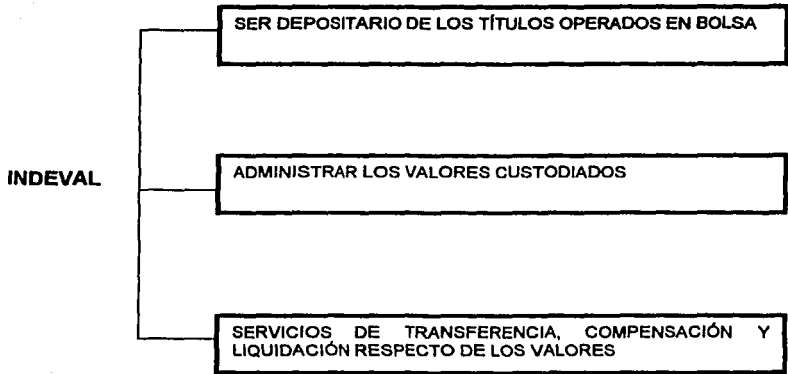 SER DEPOSITARIO DE LOS TÍTULOS OPERADOS EN BOLSA
INDEVAL
ADMINISTRAR LOS VALORES CUSTODIADOS
SERVICIOS DE TRANSFERENCIA, COMPENSACIÓN Y
LIQUIDACIÓN RESPECTO DE LOS VALORES